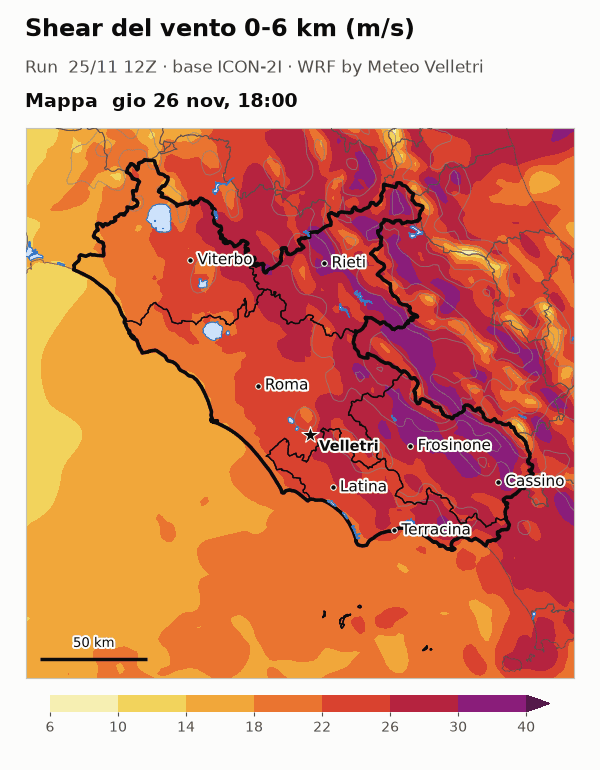 Shear del vento 0-6 km (m/s)
Run  25/11 12Z · base ICON-2I · WRF by Meteo Velletri
Mappa  gio 26 nov, 18:00
Viterbo
Rieti
Roma
Velletri
Frosinone
Latina
Cassino
Terracina
50 km
6 10 14 18 22 26 30 40